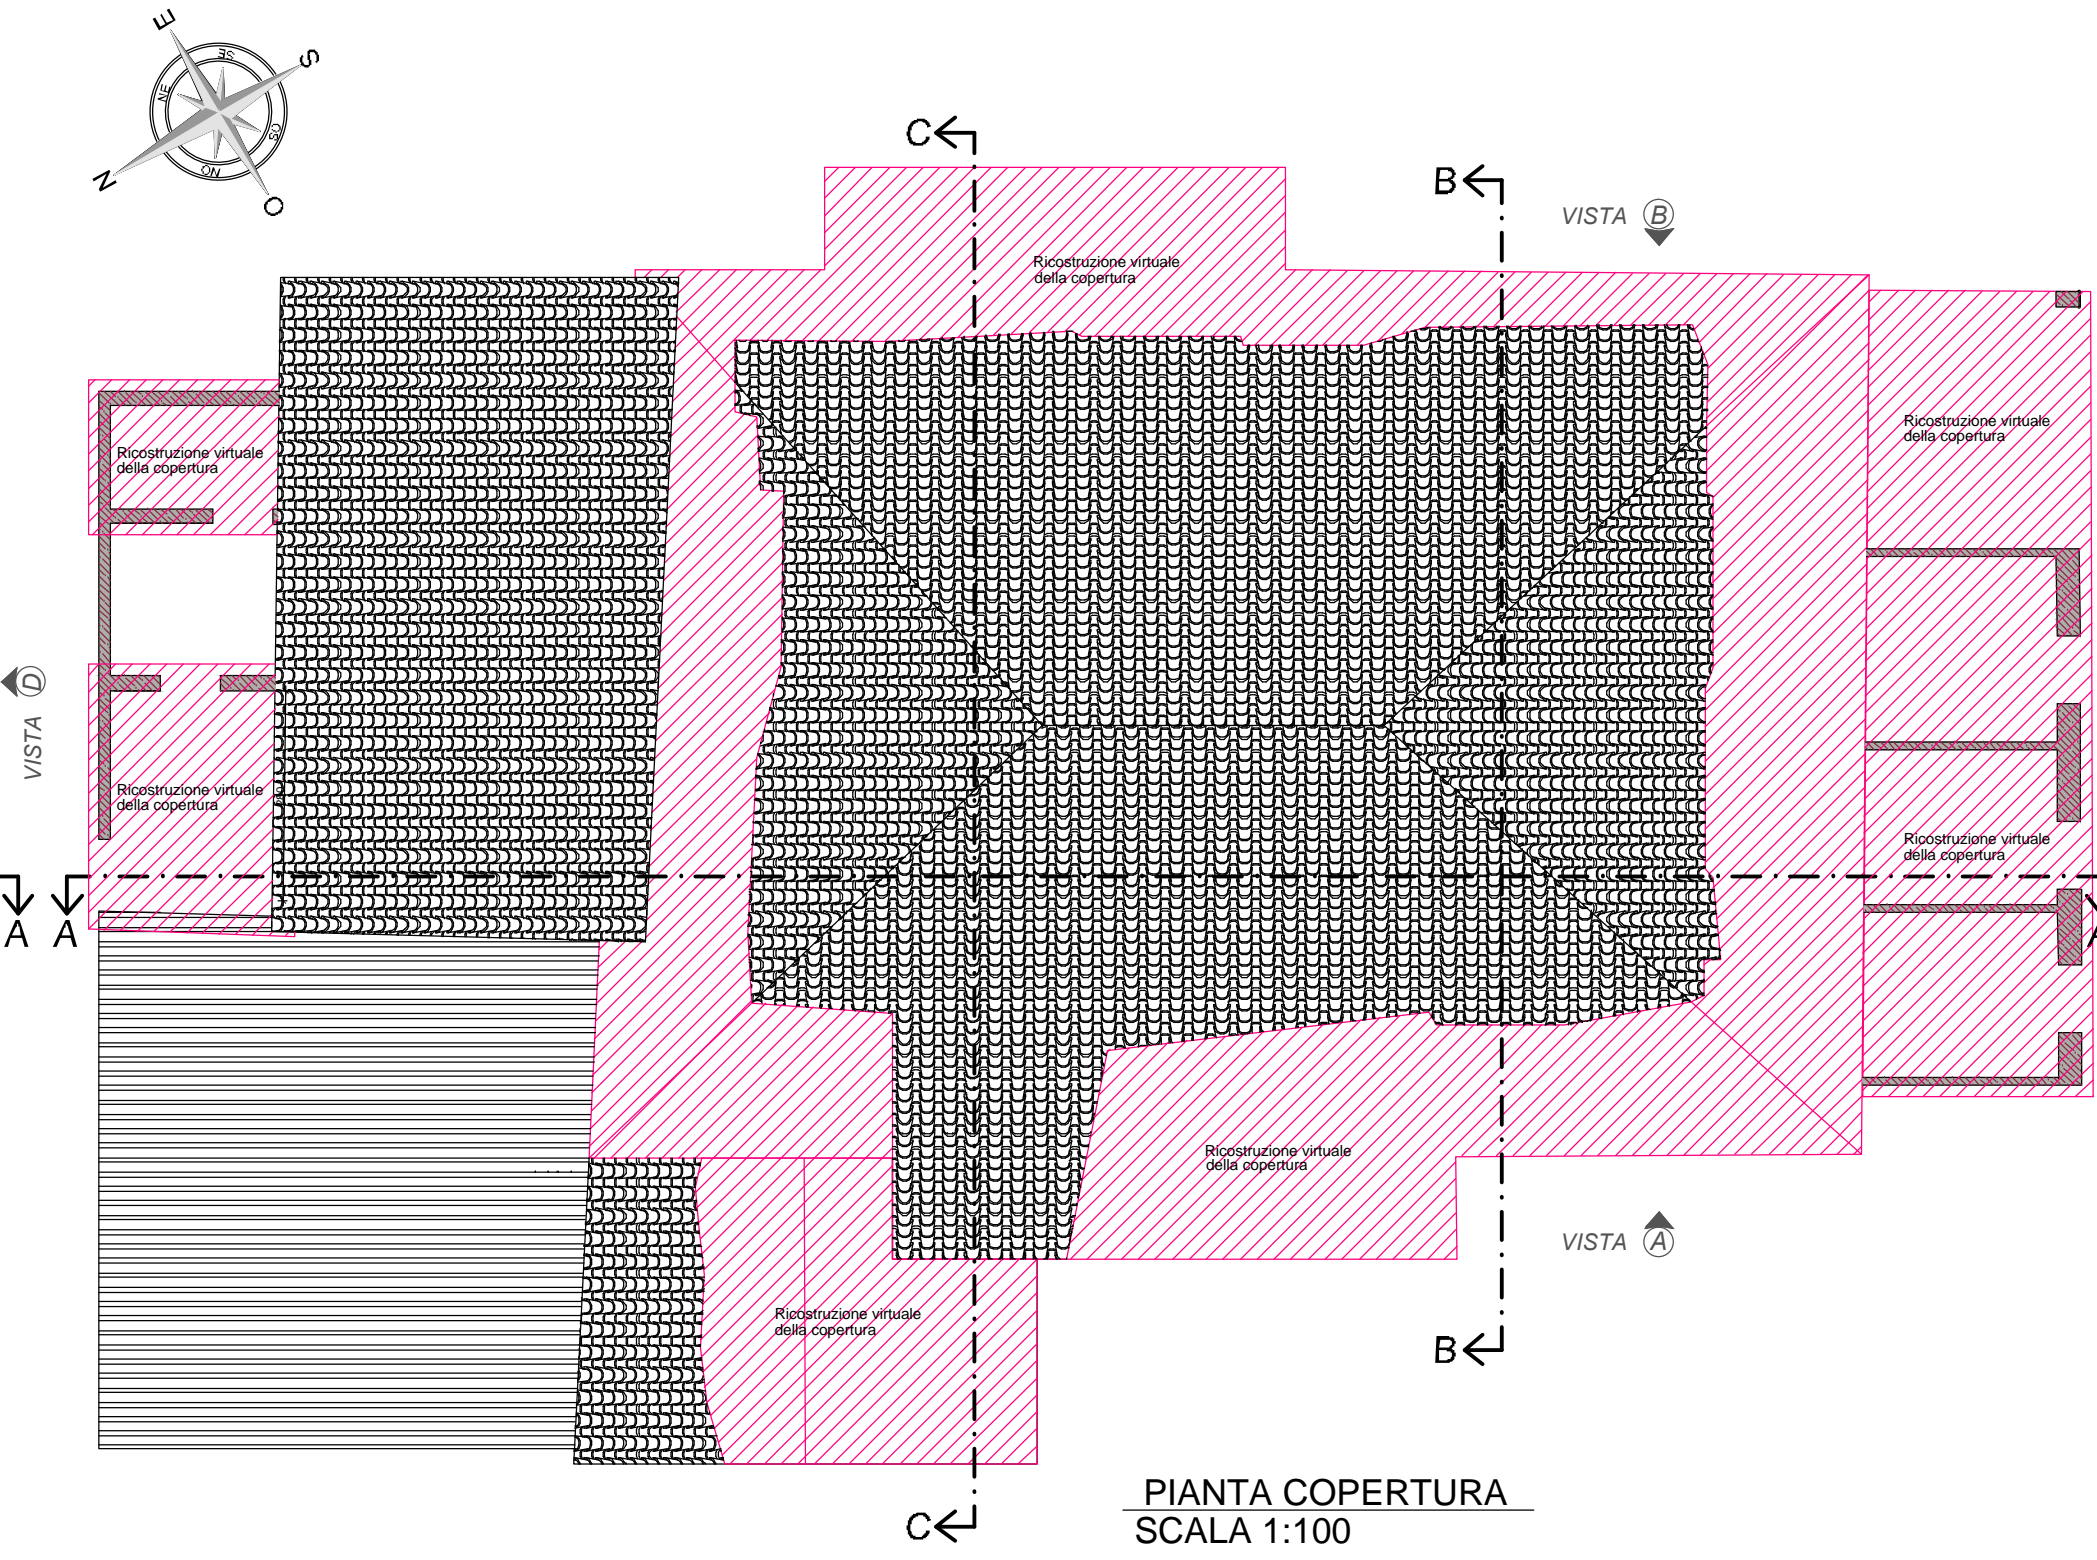 E
S
SE
NE
SO
NO
N
O
C
B
VISTA B
Ricostruzione virtuale
della copertura
Ricostruzione virtuale
della copertura
Ricostruzione virtuale
della copertura
VISTA D
Ricostruzione virtuale
della copertura
Ricostruzione virtuale
della copertura
A A
Ricostruzione virtuale
della copertura
VISTA A
Ricostruzione virtuale
della copertura
B
C
PIANTA COPERTURA
SCALA 1:100